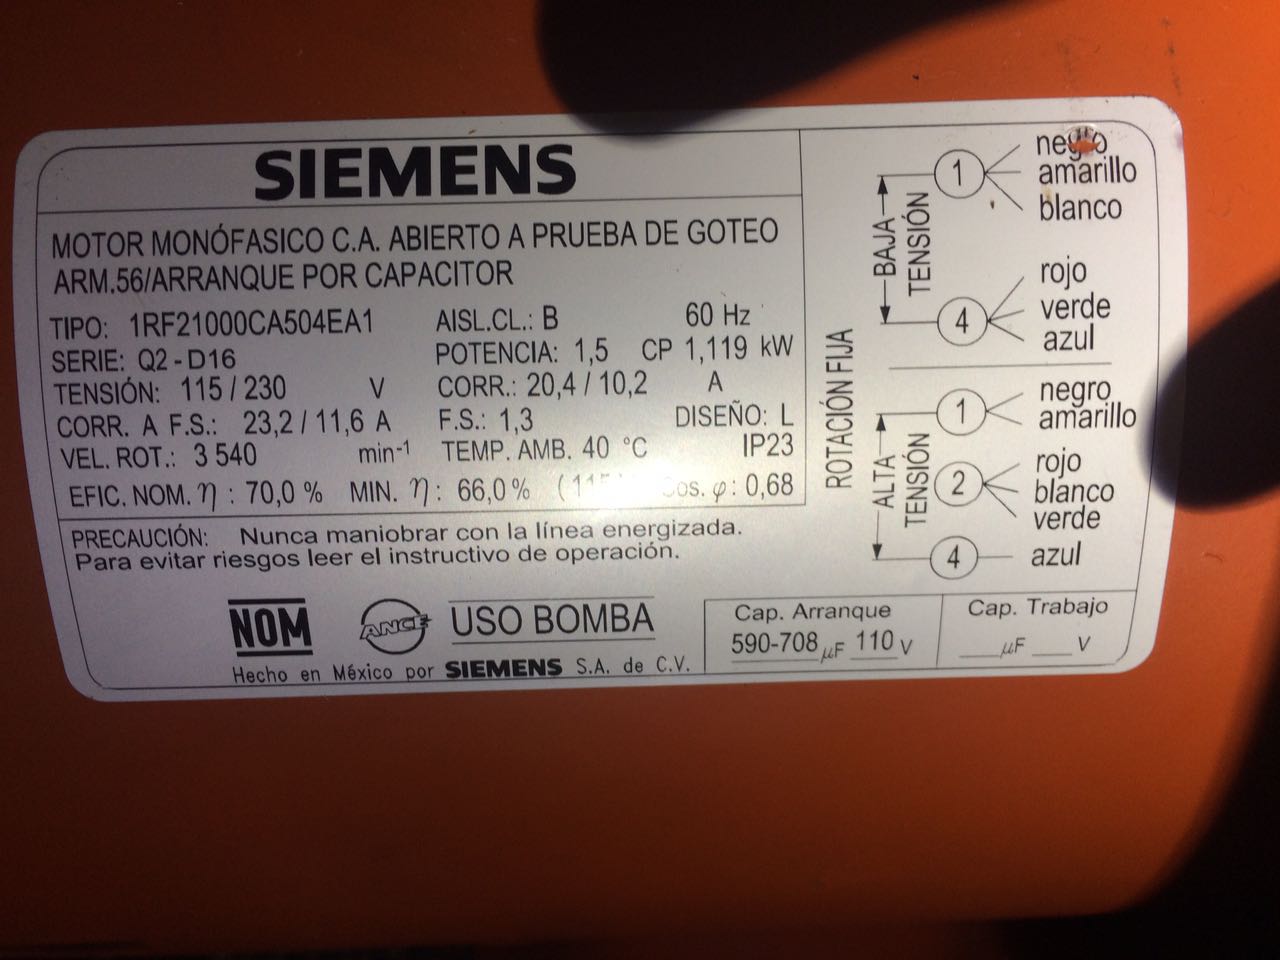 SIEMENS
MOTOR MONÓFASICO C.A. ABIERTO A PRUEBA DE GOTEO
ARM.56/ARRANQUE POR CAPACITOR
TIPO: 1RF21000CA504EA1 AISL.CL.: B 60 Hz
SERIE: Q2 - D16 POTENCIA: 1,5 CP 1,119 kW
TENSIÓN: 115 / 230 V CORR.: 20,4 / 10,2 A
CORR. A F.S.: 23,2 / 11,6 A F.S.: 1,3 DISEÑO: L
VEL. ROT.: 3 540 min-1 TEMP. AMB. 40 °C IP23
EFIC. NOM. η : 70,0 % MIN. η : 66,0 % φ : 0,68
PRECAUCIÓN: Nunca maniobrar con la línea energizada.
Para evitar riesgos leer el instructivo de operación.
NOM ANCE USO BOMBA
Hecho en México por SIEMENS S.A. de C.V.
Cap. Arranque
590-708 μF 110 V
Cap. Trabajo
μF V
ROTACIÓN FIJA
BAJA
TENSIÓN
1 negro
amarillo
blanco
4 rojo
verde
azul
ALTA
TENSIÓN
1 negro
amarillo
2 rojo
blanco
verde
4 azul